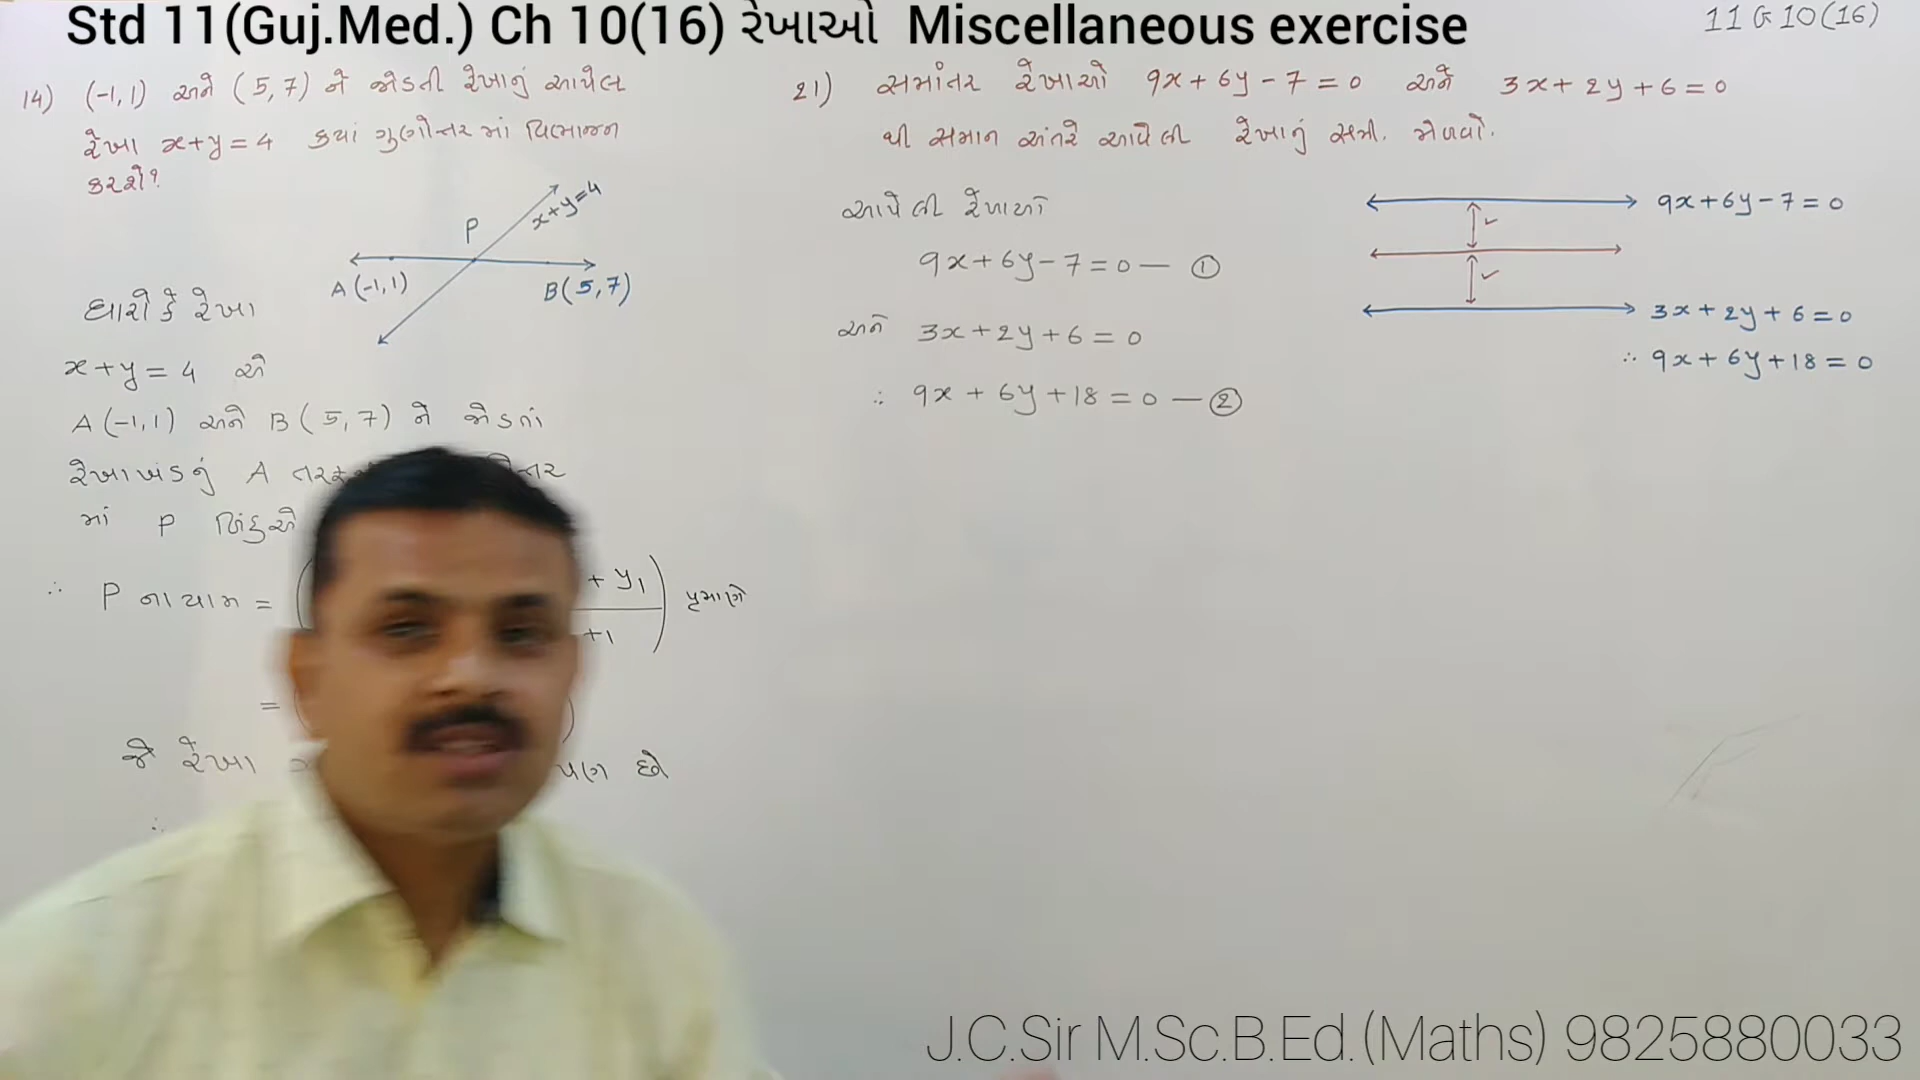 Std 11(Guj.Med.) Ch 10(16) રેખાઓ Miscellaneous exercise
11 G 10(16)
14) (-1,1) અને (5,7) ને જોડતી રેખાનું આપેલ
રેખા x+y=4 કયાં ગુણોત્તર માં વિભાજન
કરશે?
P
x+y=4
A(-1,1)
B(5,7)
ધારો કે રેખા
x+y=4 એ
A(-1,1) અને B(5,7) ને જોડતાં
રેખાખંડનું A તરફ
માં P બિંદુએ
∴ P ના યામ = ( + y₁ / +1 ) પ્રમાણે
= ( )
જે રેખા પણ છે
∴
21) સમાંતર રેખાઓ 9x+6y-7=0 અને 3x+2y+6=0
થી સમાન અંતરે આવેલી રેખાનું સમી. મેળવો.
આપેલી રેખાઓ
9x+6y-7=0 — ①
અને 3x+2y+6=0
∴ 9x+6y+18=0 — ②
9x+6y-7=0
3x+2y+6=0
∴ 9x+6y+18=0
J.C.Sir M.Sc.B.Ed.(Maths) 9825880033